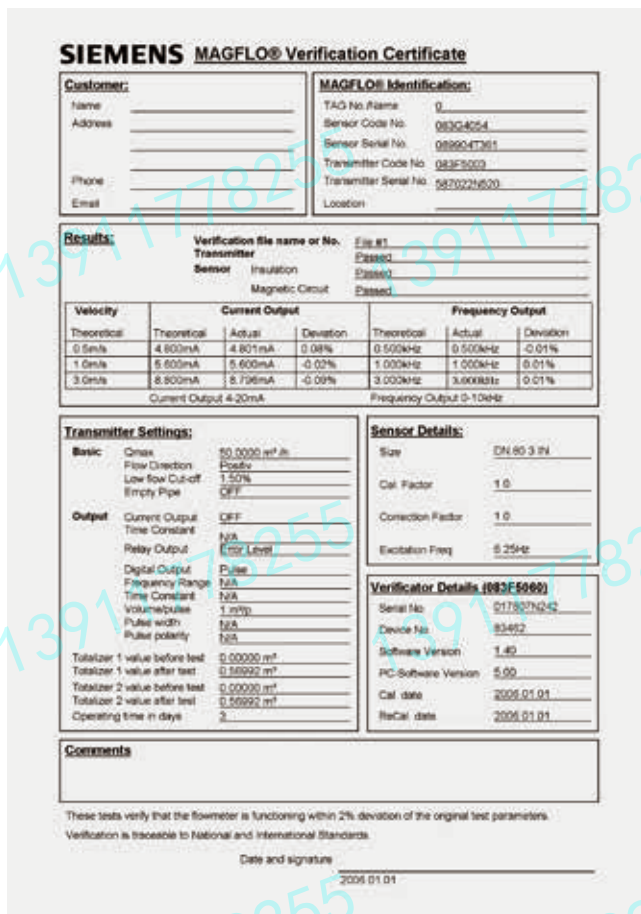 SIEMENS MAGFLO® Verification Certificate
Customer:
Name
Address
Phone
Email
MAGFLO® Identification:
TAG No./Name 0
Sensor Code No. 083G4054
Sensor Serial No. 089904T361
Transmitter Code No. 083F5003
Transmitter Serial No. 587022N520
Location
Results:
Verification file name or No. File #1
Transmitter Passed
Sensor Insulation Passed
Magnetic Circuit Passed
Velocity Current Output Frequency Output
Theoretical Theoretical Actual Deviation Theoretical Actual Deviation
0.5m/s 4.800mA 4.801mA 0.08% 0.500kHz 0.500kHz -0.01%
1.0m/s 5.600mA 5.600mA -0.02% 1.000kHz 1.000kHz 0.01%
3.0m/s 8.800mA 8.796mA -0.09% 3.000kHz 3.000kHz 0.01%
Current Output 4-20mA Frequency Output 0-10kHz
Transmitter Settings:
Basic Qmax 50.0000 m³ /h
Flow Direction Positiv
Low flow Cut-off 1.50%
Empty Pipe OFF
Output Current Output OFF
Time Constant N/A
Relay Output Error Level
Digital Output Pulse
Frequency Range N/A
Time Constant N/A
Volume/pulse 1 m³/p
Pulse width N/A
Pulse polarity N/A
Totalizer 1 value before test 0.00000 m³
Totalizer 1 value after test 0.56992 m³
Totalizer 2 value before test 0.00000 m³
Totalizer 2 value after test 0.56992 m³
Operating time in days 3
Sensor Details:
Size DN 80 3 IN
Cal. Factor 1.0
Correction Factor 1.0
Excitation Freq 6.25Hz
Verificator Details (083F5060)
Serial No 017807N242
Device No. 83462
Software Version 1.40
PC-Software Version 5.00
Cal. date 2006.01.01
ReCal. date 2006.01.01
Comments
These tests verify that the flowmeter is functioning within 2% deviation of the original test parameters.
Verification is traceable to National and International Standards.
Date and signature
2006.01.01
13911778255